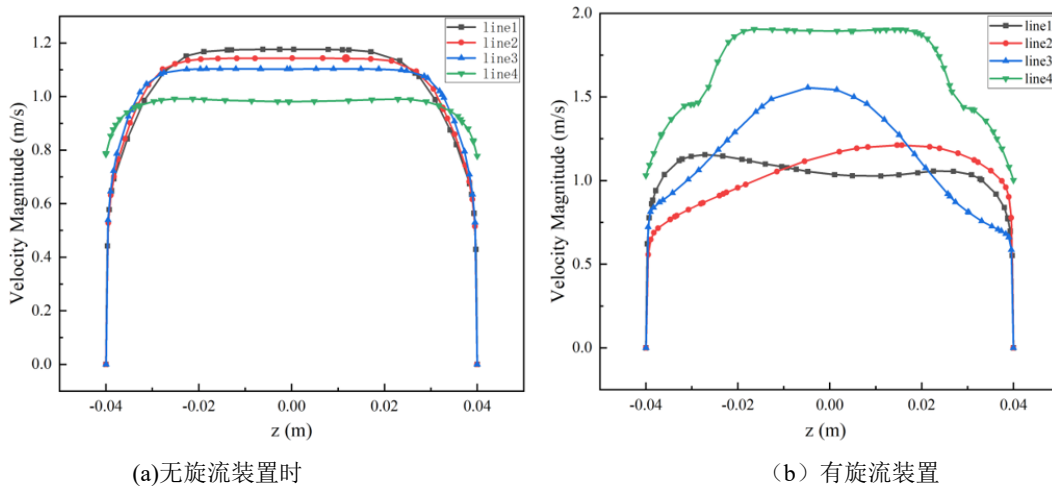 line1
line2
line3
line4
1.2
1.0
0.8
0.6
0.4
0.2
0.0
Velocity Magnitude (m/s)
-0.04
-0.02
0.00
0.02
0.04
z (m)
(a)无旋流装置时
line1
line2
line3
line4
2.0
1.5
1.0
0.5
0.0
Velocity Magnitude (m/s)
-0.04
-0.02
0.00
0.02
0.04
z (m)
（b）有旋流装置